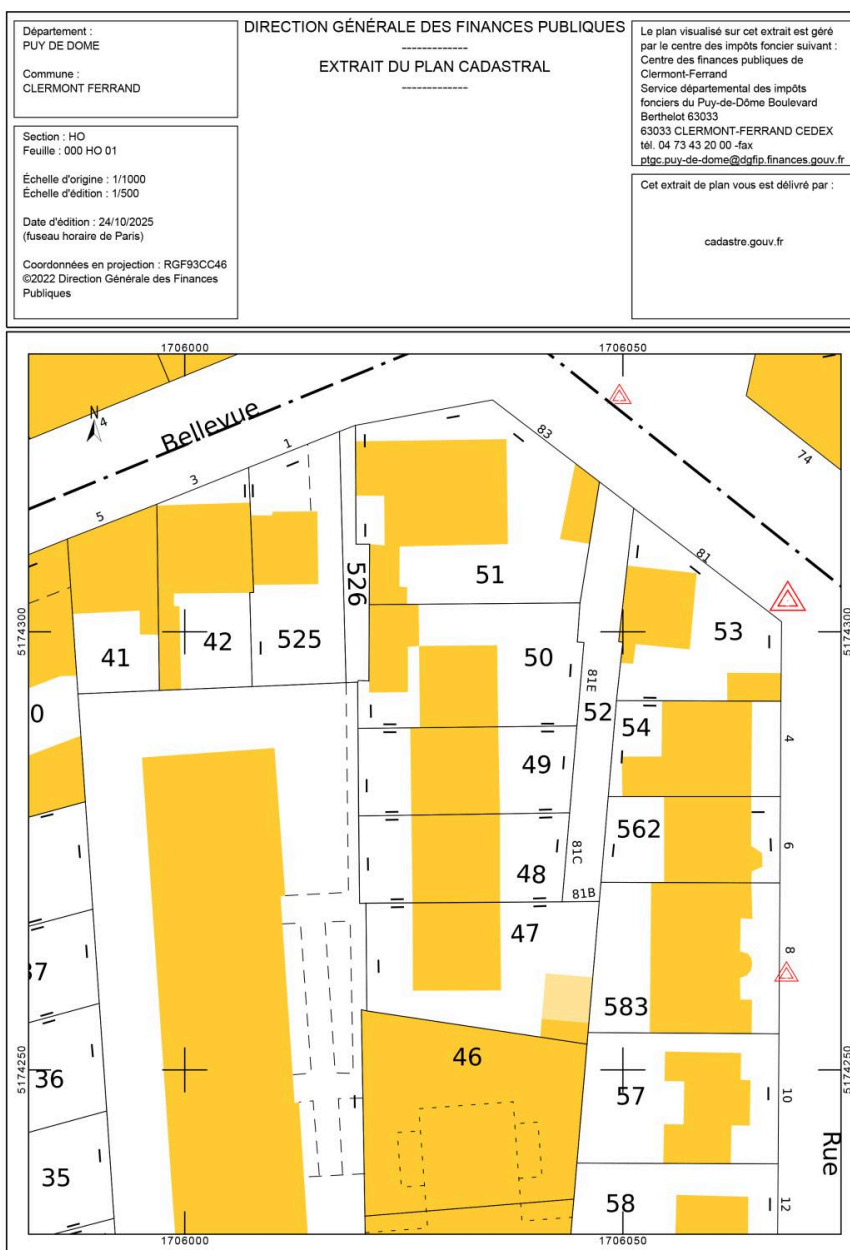 Département :
PUY DE DOME
Commune :
CLERMONT FERRAND
Section : HO
Feuille : 000 HO 01
Échelle d'origine : 1/1000
Échelle d'édition : 1/500
Date d'édition : 24/10/2025
(fuseau horaire de Paris)
Coordonnées en projection : RGF93CC46
©2022 Direction Générale des Finances
Publiques
DIRECTION GÉNÉRALE DES FINANCES PUBLIQUES
-------------
EXTRAIT DU PLAN CADASTRAL
-------------
Le plan visualisé sur cet extrait est géré
par le centre des impôts foncier suivant :
Centre des finances publiques de
Clermont-Ferrand
Service départemental des impôts
fonciers du Puy-de-Dôme Boulevard
Berthelot 63033
63033 CLERMONT-FERRAND CEDEX
tél. 04 73 43 20 00 -fax
ptgc.puy-de-dome@dgfip.finances.gouv.fr
Cet extrait de plan vous est délivré par :
cadastre.gouv.fr
1706000
1706050
N
4
Bellevue
1
3
5
83
74
81
526
51
5174300
41
42
525
50
53
5174300
81E
52
0
54
4
49
562
6
48
81C
81B
47
8
37
583
5174250
46
5174250
36
57
10
Rue
35
58
12
1706000
1706050